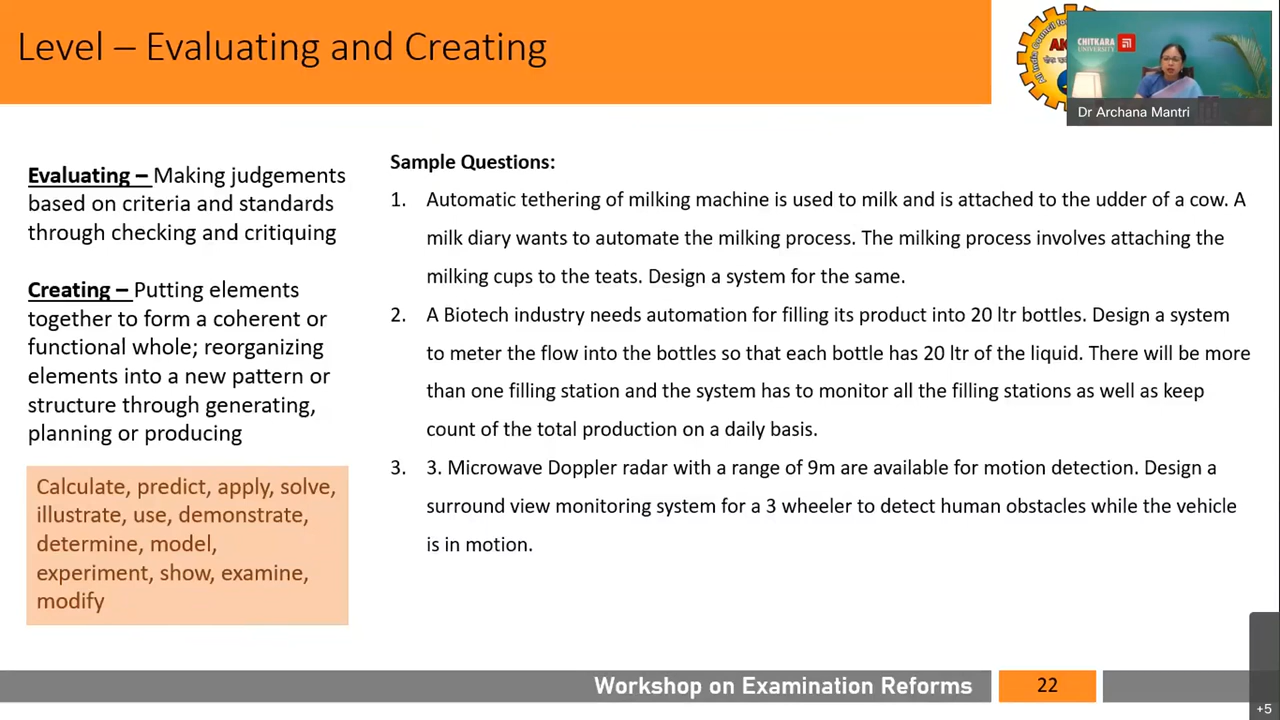 Level – Evaluating and Creating
CHITKARA
UNIVERSITY
Dr Archana Mantri
Evaluating – Making judgements
based on criteria and standards
through checking and critiquing
Creating – Putting elements
together to form a coherent or
functional whole; reorganizing
elements into a new pattern or
structure through generating,
planning or producing
Calculate, predict, apply, solve,
illustrate, use, demonstrate,
determine, model,
experiment, show, examine,
modify
Sample Questions:
1. Automatic tethering of milking machine is used to milk and is attached to the udder of a cow. A
milk diary wants to automate the milking process. The milking process involves attaching the
milking cups to the teats. Design a system for the same.
2. A Biotech industry needs automation for filling its product into 20 ltr bottles. Design a system
to meter the flow into the bottles so that each bottle has 20 ltr of the liquid. There will be more
than one filling station and the system has to monitor all the filling stations as well as keep
count of the total production on a daily basis.
3. 3. Microwave Doppler radar with a range of 9m are available for motion detection. Design a
surround view monitoring system for a 3 wheeler to detect human obstacles while the vehicle
is in motion.
Workshop on Examination Reforms
22
+5